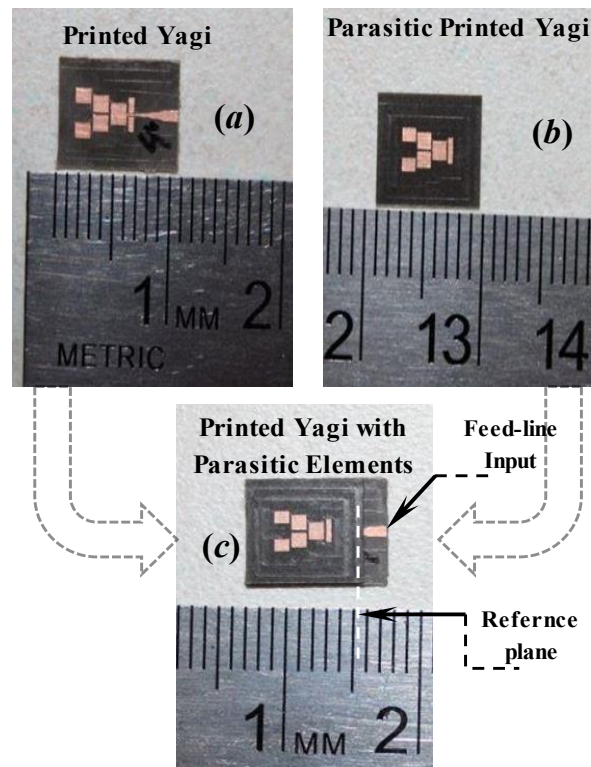 Printed Yagi
(a)
1 MM 2
METRIC
Parasitic Printed Yagi
(b)
2 13 14
Printed Yagi with
Parasitic Elements
(c)
Feed-line
Input
Refernce
plane
1 MM 2